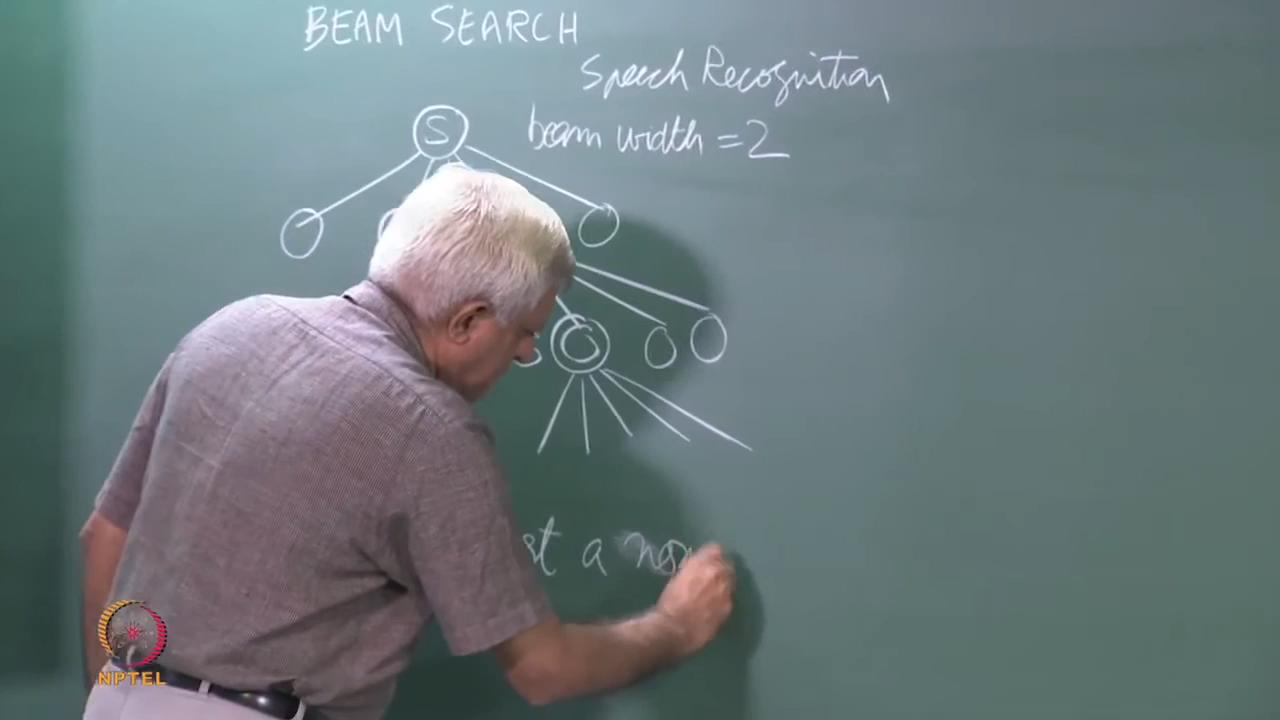 BEAM SEARCH
Speech Recognition
beam width = 2
S
a
NPTEL